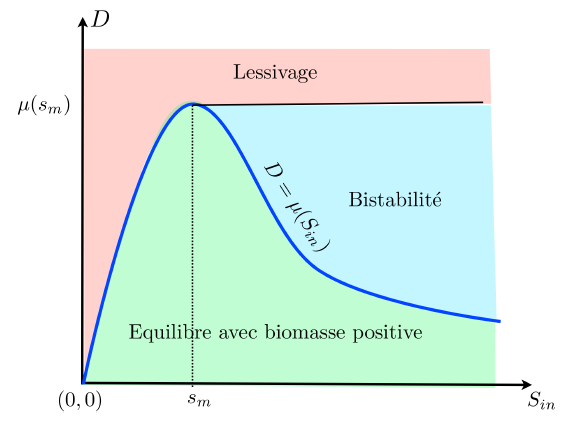 D
Lessivage
μ(s_m)
D = μ(S_in)
Bistabilité
Equilibre avec biomasse positive
(0,0)
s_m
S_in